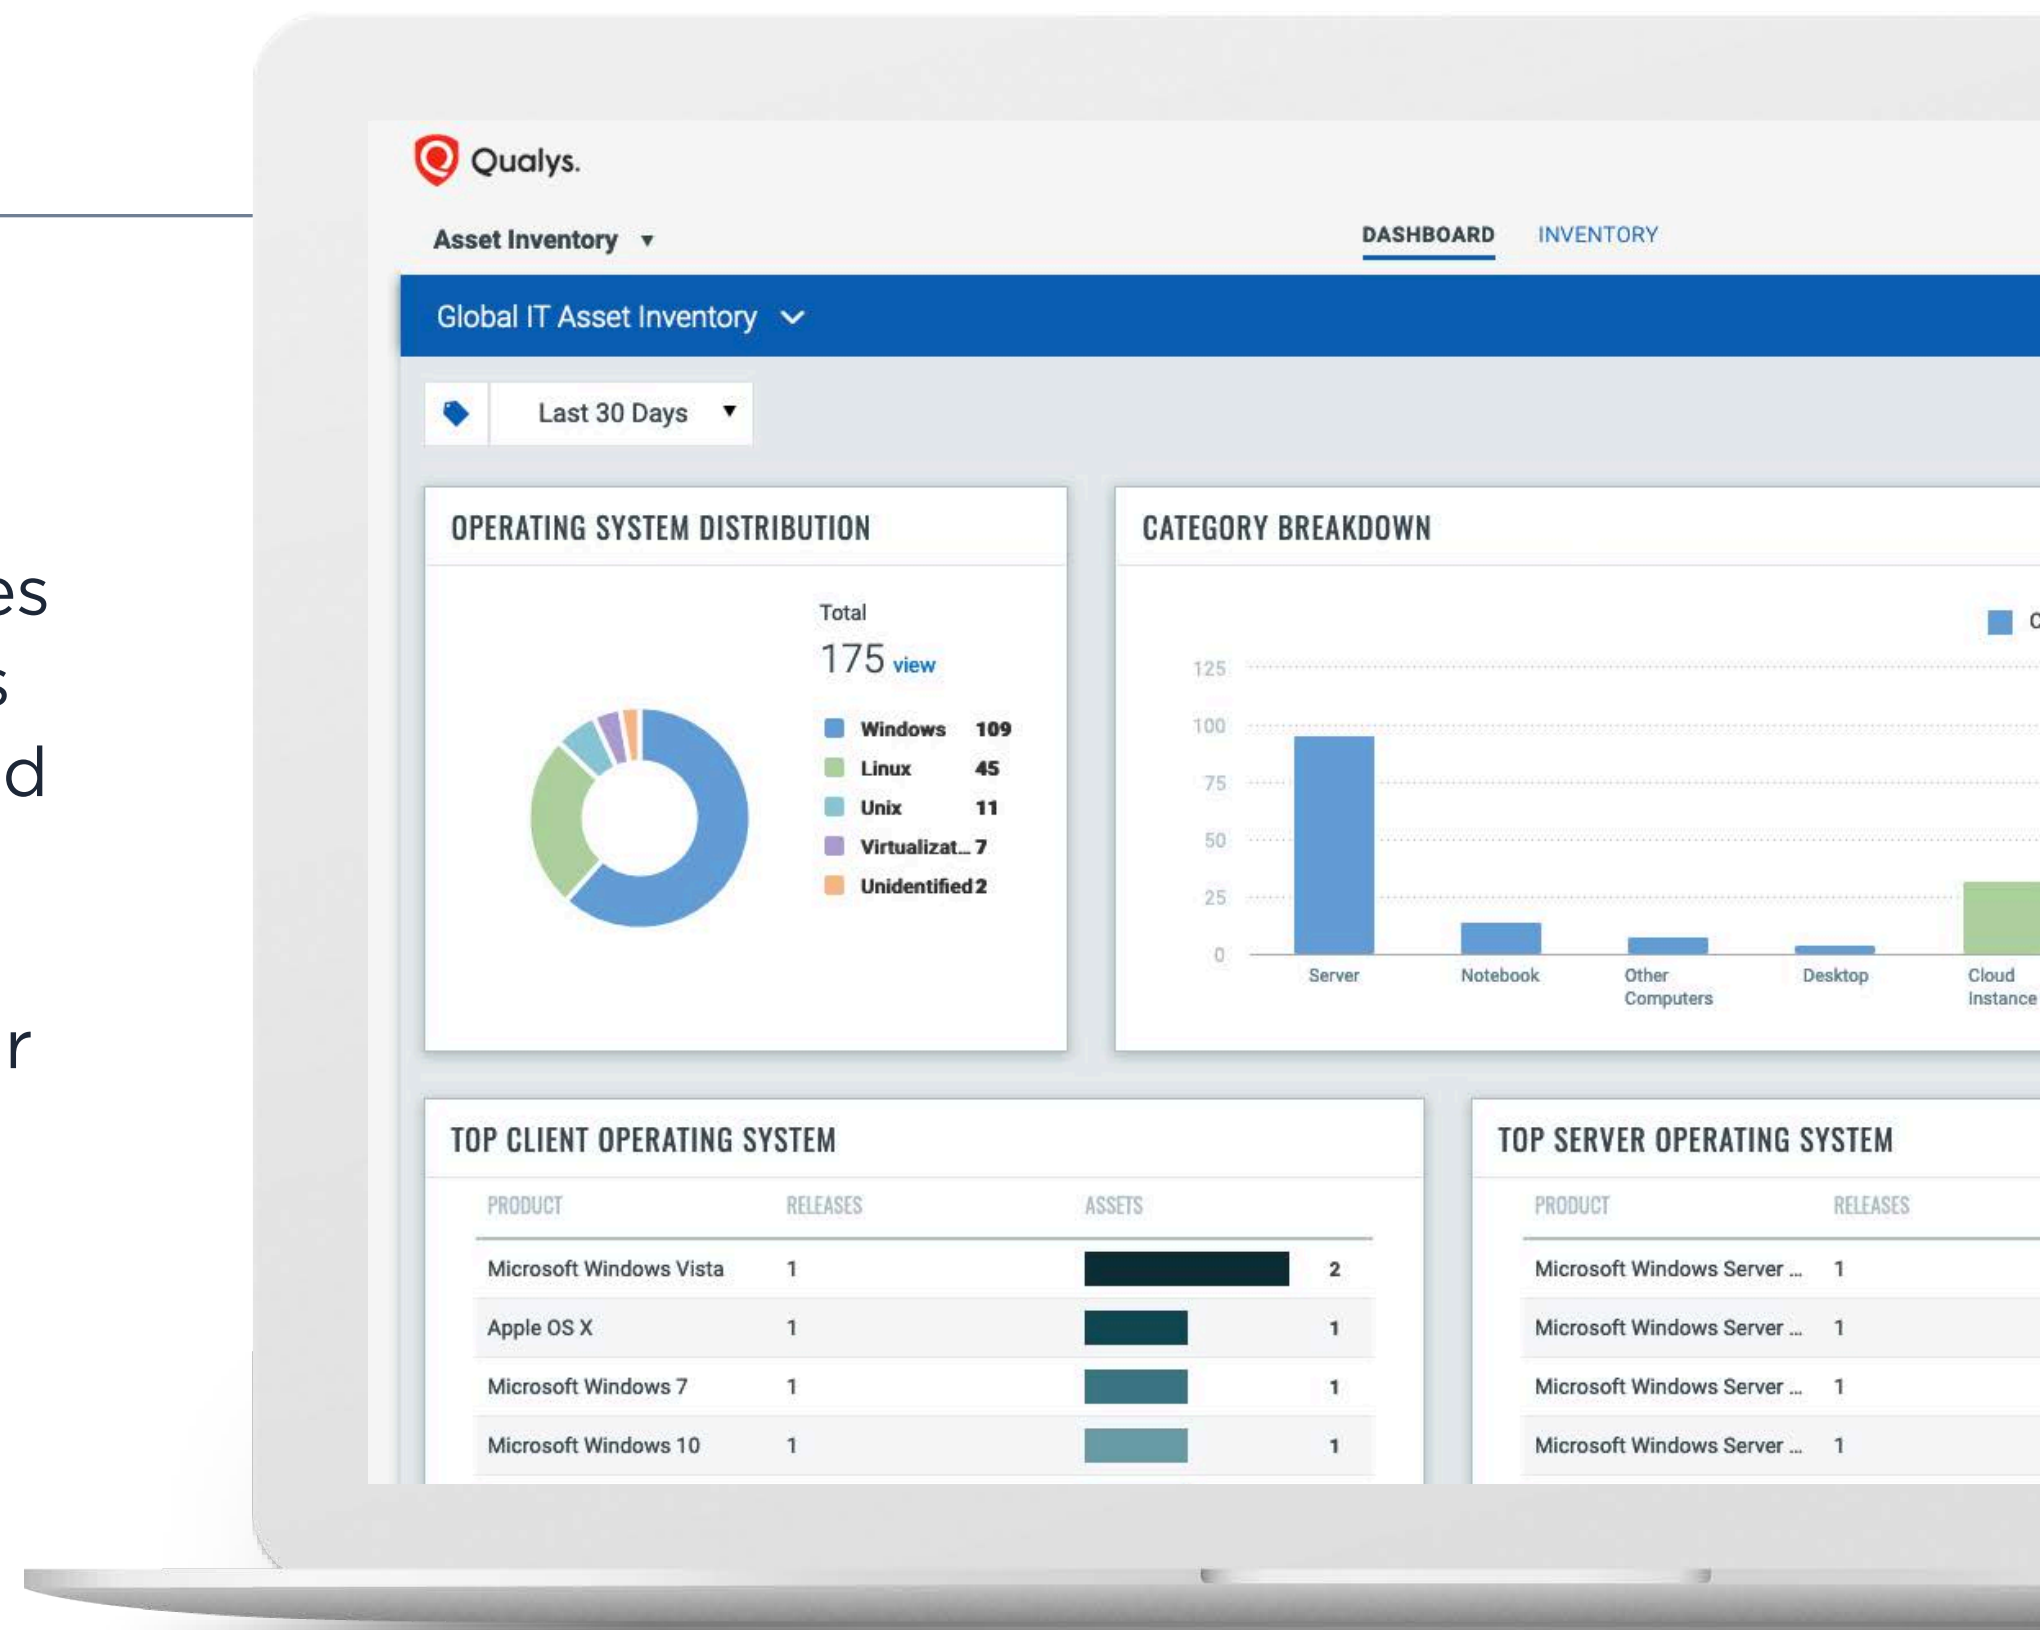 es
s
d
r
Qualys.
Asset Inventory
DASHBOARD INVENTORY
Global IT Asset Inventory
Last 30 Days
OPERATING SYSTEM DISTRIBUTION
Total
175 view
Windows 109
Linux 45
Unix 11
Virtualizat... 7
Unidentified 2
CATEGORY BREAKDOWN
125
100
75
50
25
0
Server
Notebook
Other
Computers
Desktop
Cloud
Instance
TOP CLIENT OPERATING SYSTEM
PRODUCT RELEASES ASSETS
Microsoft Windows Vista 1 2
Apple OS X 1 1
Microsoft Windows 7 1 1
Microsoft Windows 10 1 1
TOP SERVER OPERATING SYSTEM
PRODUCT RELEASES
Microsoft Windows Server ... 1
Microsoft Windows Server ... 1
Microsoft Windows Server ... 1
Microsoft Windows Server ... 1